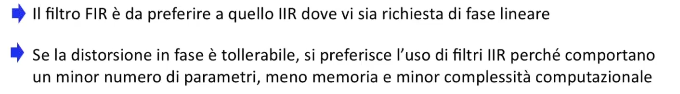 Il filtro FIR è da preferire a quello IIR dove vi sia richiesta di fase lineare
Se la distorsione in fase è tollerabile, si preferisce l'uso di filtri IIR perché comportano
un minor numero di parametri, meno memoria e minor complessità computazionale